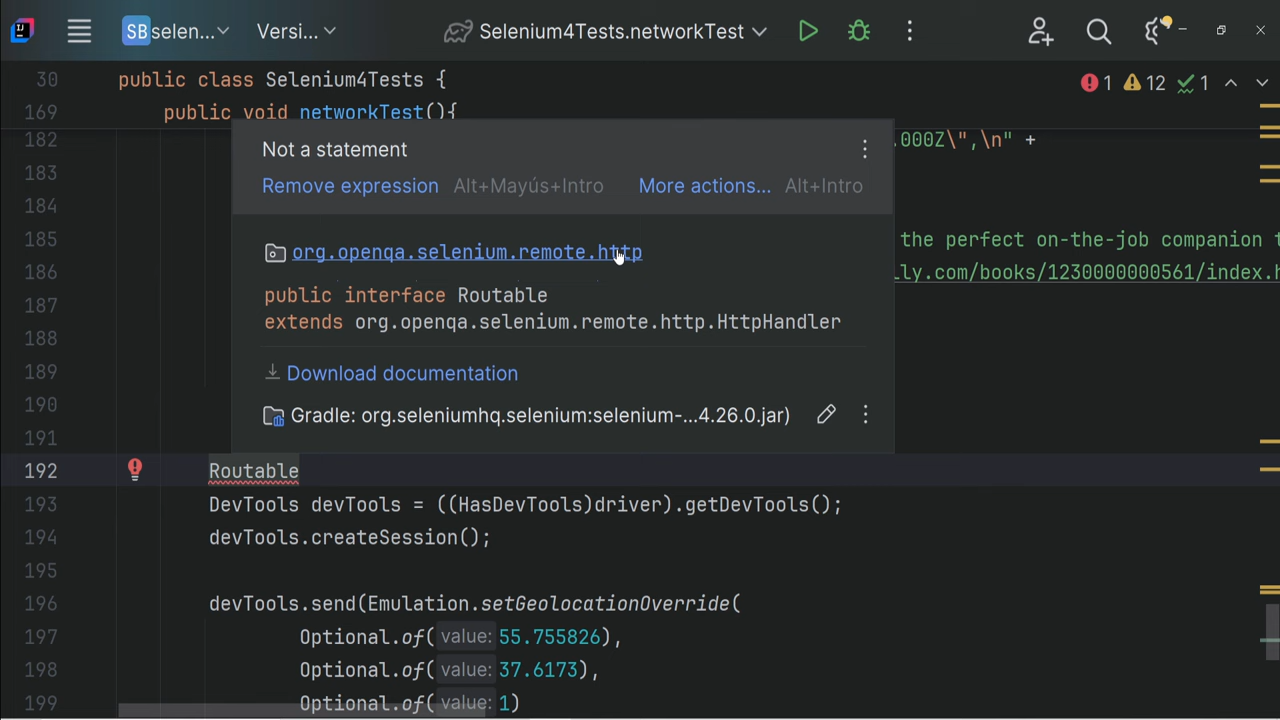 SB selen... Versi... Selenium4Tests.networkTest
30 public class Selenium4Tests { 1 12 1
169 public void networkTest(){
182 .000Z\",\n" +
Not a statement
183
Remove expression Alt+Mayús+Intro More actions... Alt+Intro
184
185 the perfect on-the-job companion
org.openqa.selenium.remote.http
186 lly.com/books/1230000000561/index.h
187
public interface Routable
extends org.openqa.selenium.remote.http.HttpHandler
188
189
Download documentation
190
Gradle: org.seleniumhq.selenium:selenium-...4.26.0.jar)
191
192 Routable
193 DevTools devTools = ((HasDevTools)driver).getDevTools();
194 devTools.createSession();
195
196 devTools.send(Emulation.setGeolocationOverride(
197 Optional.of( value: 55.755826),
198 Optional.of( value: 37.6173),
199 Optional.of( value: 1)